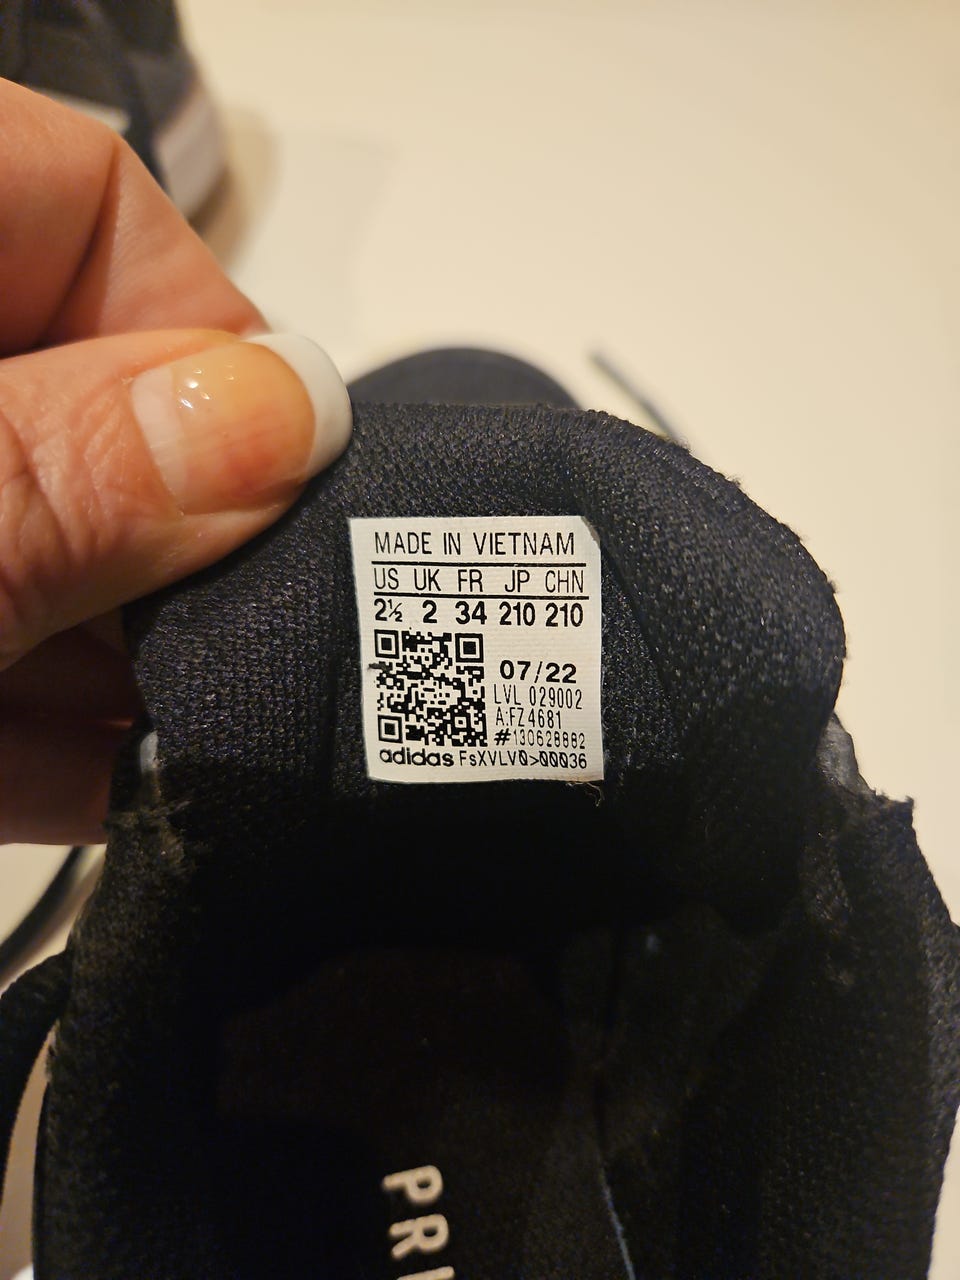 MADE IN VIETNAM
US UK FR JP CHN
2½ 2 34 210 210
07/22
LVL 029002
A:FZ4681
#130628882
adidas FsXVLV0>00036
PRI